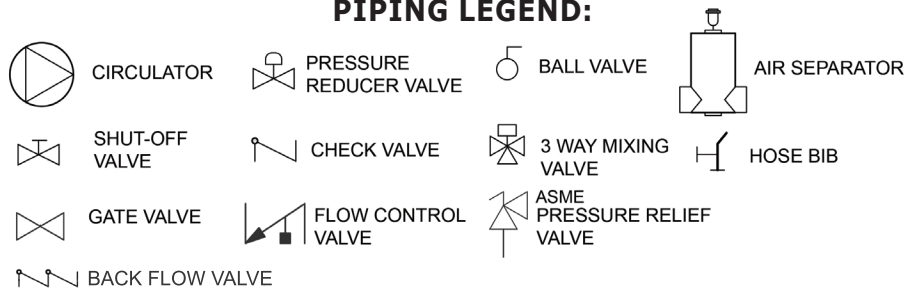 PIPING LEGEND:
CIRCULATOR
PRESSURE
REDUCER VALVE
BALL VALVE
AIR SEPARATOR
SHUT-OFF
VALVE
CHECK VALVE
3 WAY MIXING
VALVE
HOSE BIB
GATE VALVE
FLOW CONTROL
VALVE
ASME
PRESSURE RELIEF
VALVE
BACK FLOW VALVE